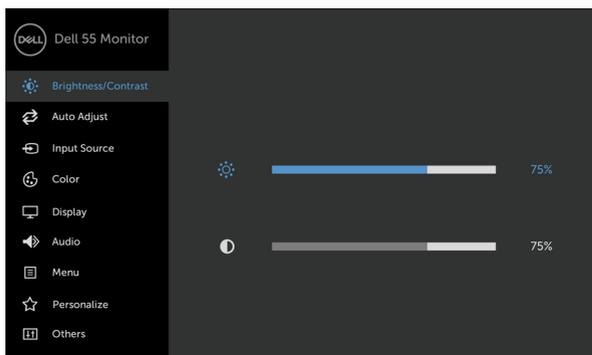 DELL
Dell 55 Monitor
Brightness/Contrast
Auto Adjust
Input Source
Color
Display
Audio
Menu
Personalize
Others
75%
75%